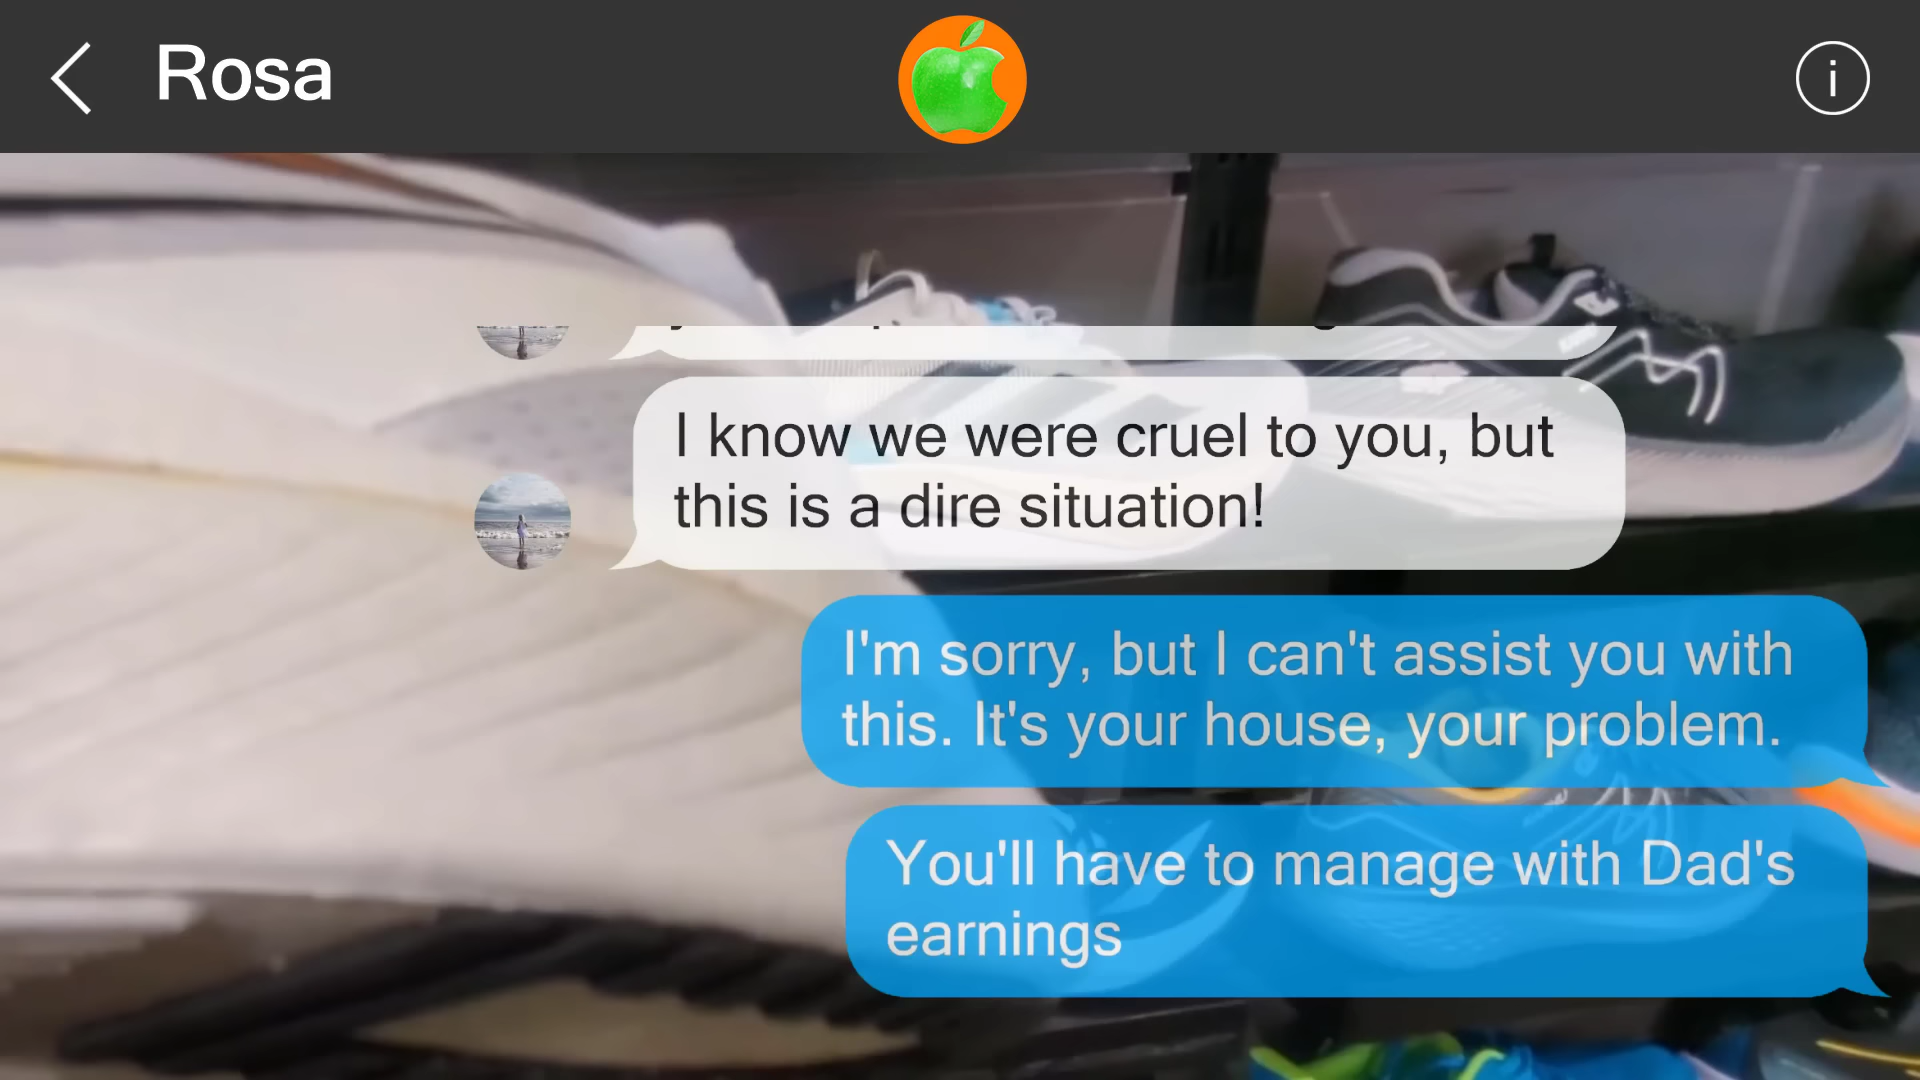 Rosa
I know we were cruel to you, but
this is a dire situation!
I'm sorry, but I can't assist you with
this. It's your house, your problem.
You'll have to manage with Dad's
earnings